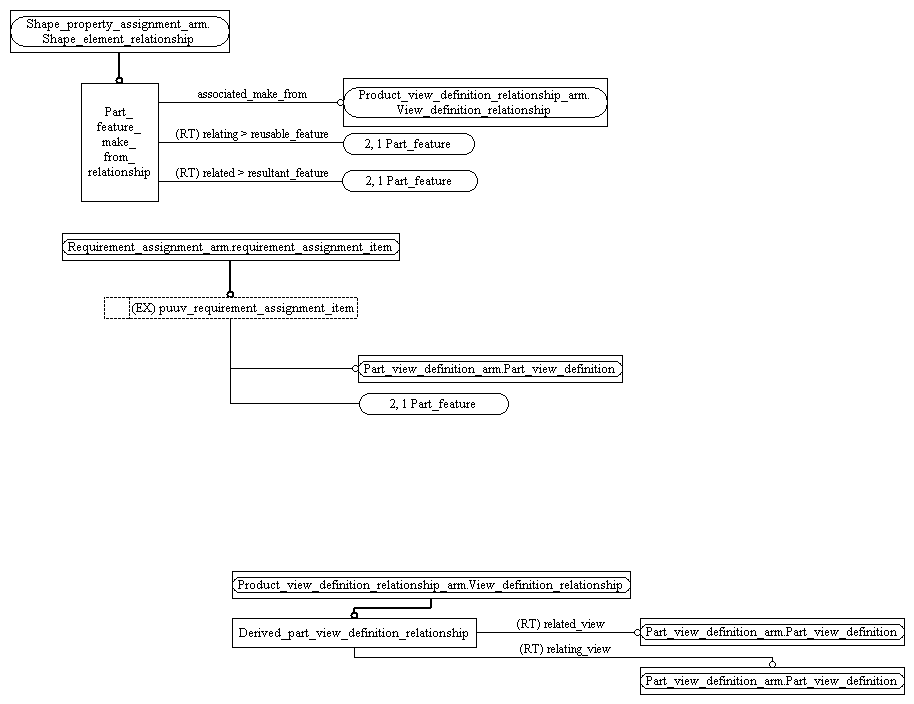 Shape_property_assignment_arm.
Shape_element_relationship
Part_
feature_
make_
from_
relationship
associated_make_from
Product_view_definition_relationship_arm.
View_definition_relationship
(RT) relating > reusable_feature
2, 1 Part_feature
(RT) related > resultant_feature
2, 1 Part_feature
Requirement_assignment_arm.requirement_assignment_item
(EX) puuv_requirement_assignment_item
Part_view_definition_arm.Part_view_definition
2, 1 Part_feature
Product_view_definition_relationship_arm.View_definition_relationship
Derived_part_view_definition_relationship
(RT) related_view
Part_view_definition_arm.Part_view_definition
(RT) relating_view
Part_view_definition_arm.Part_view_definition